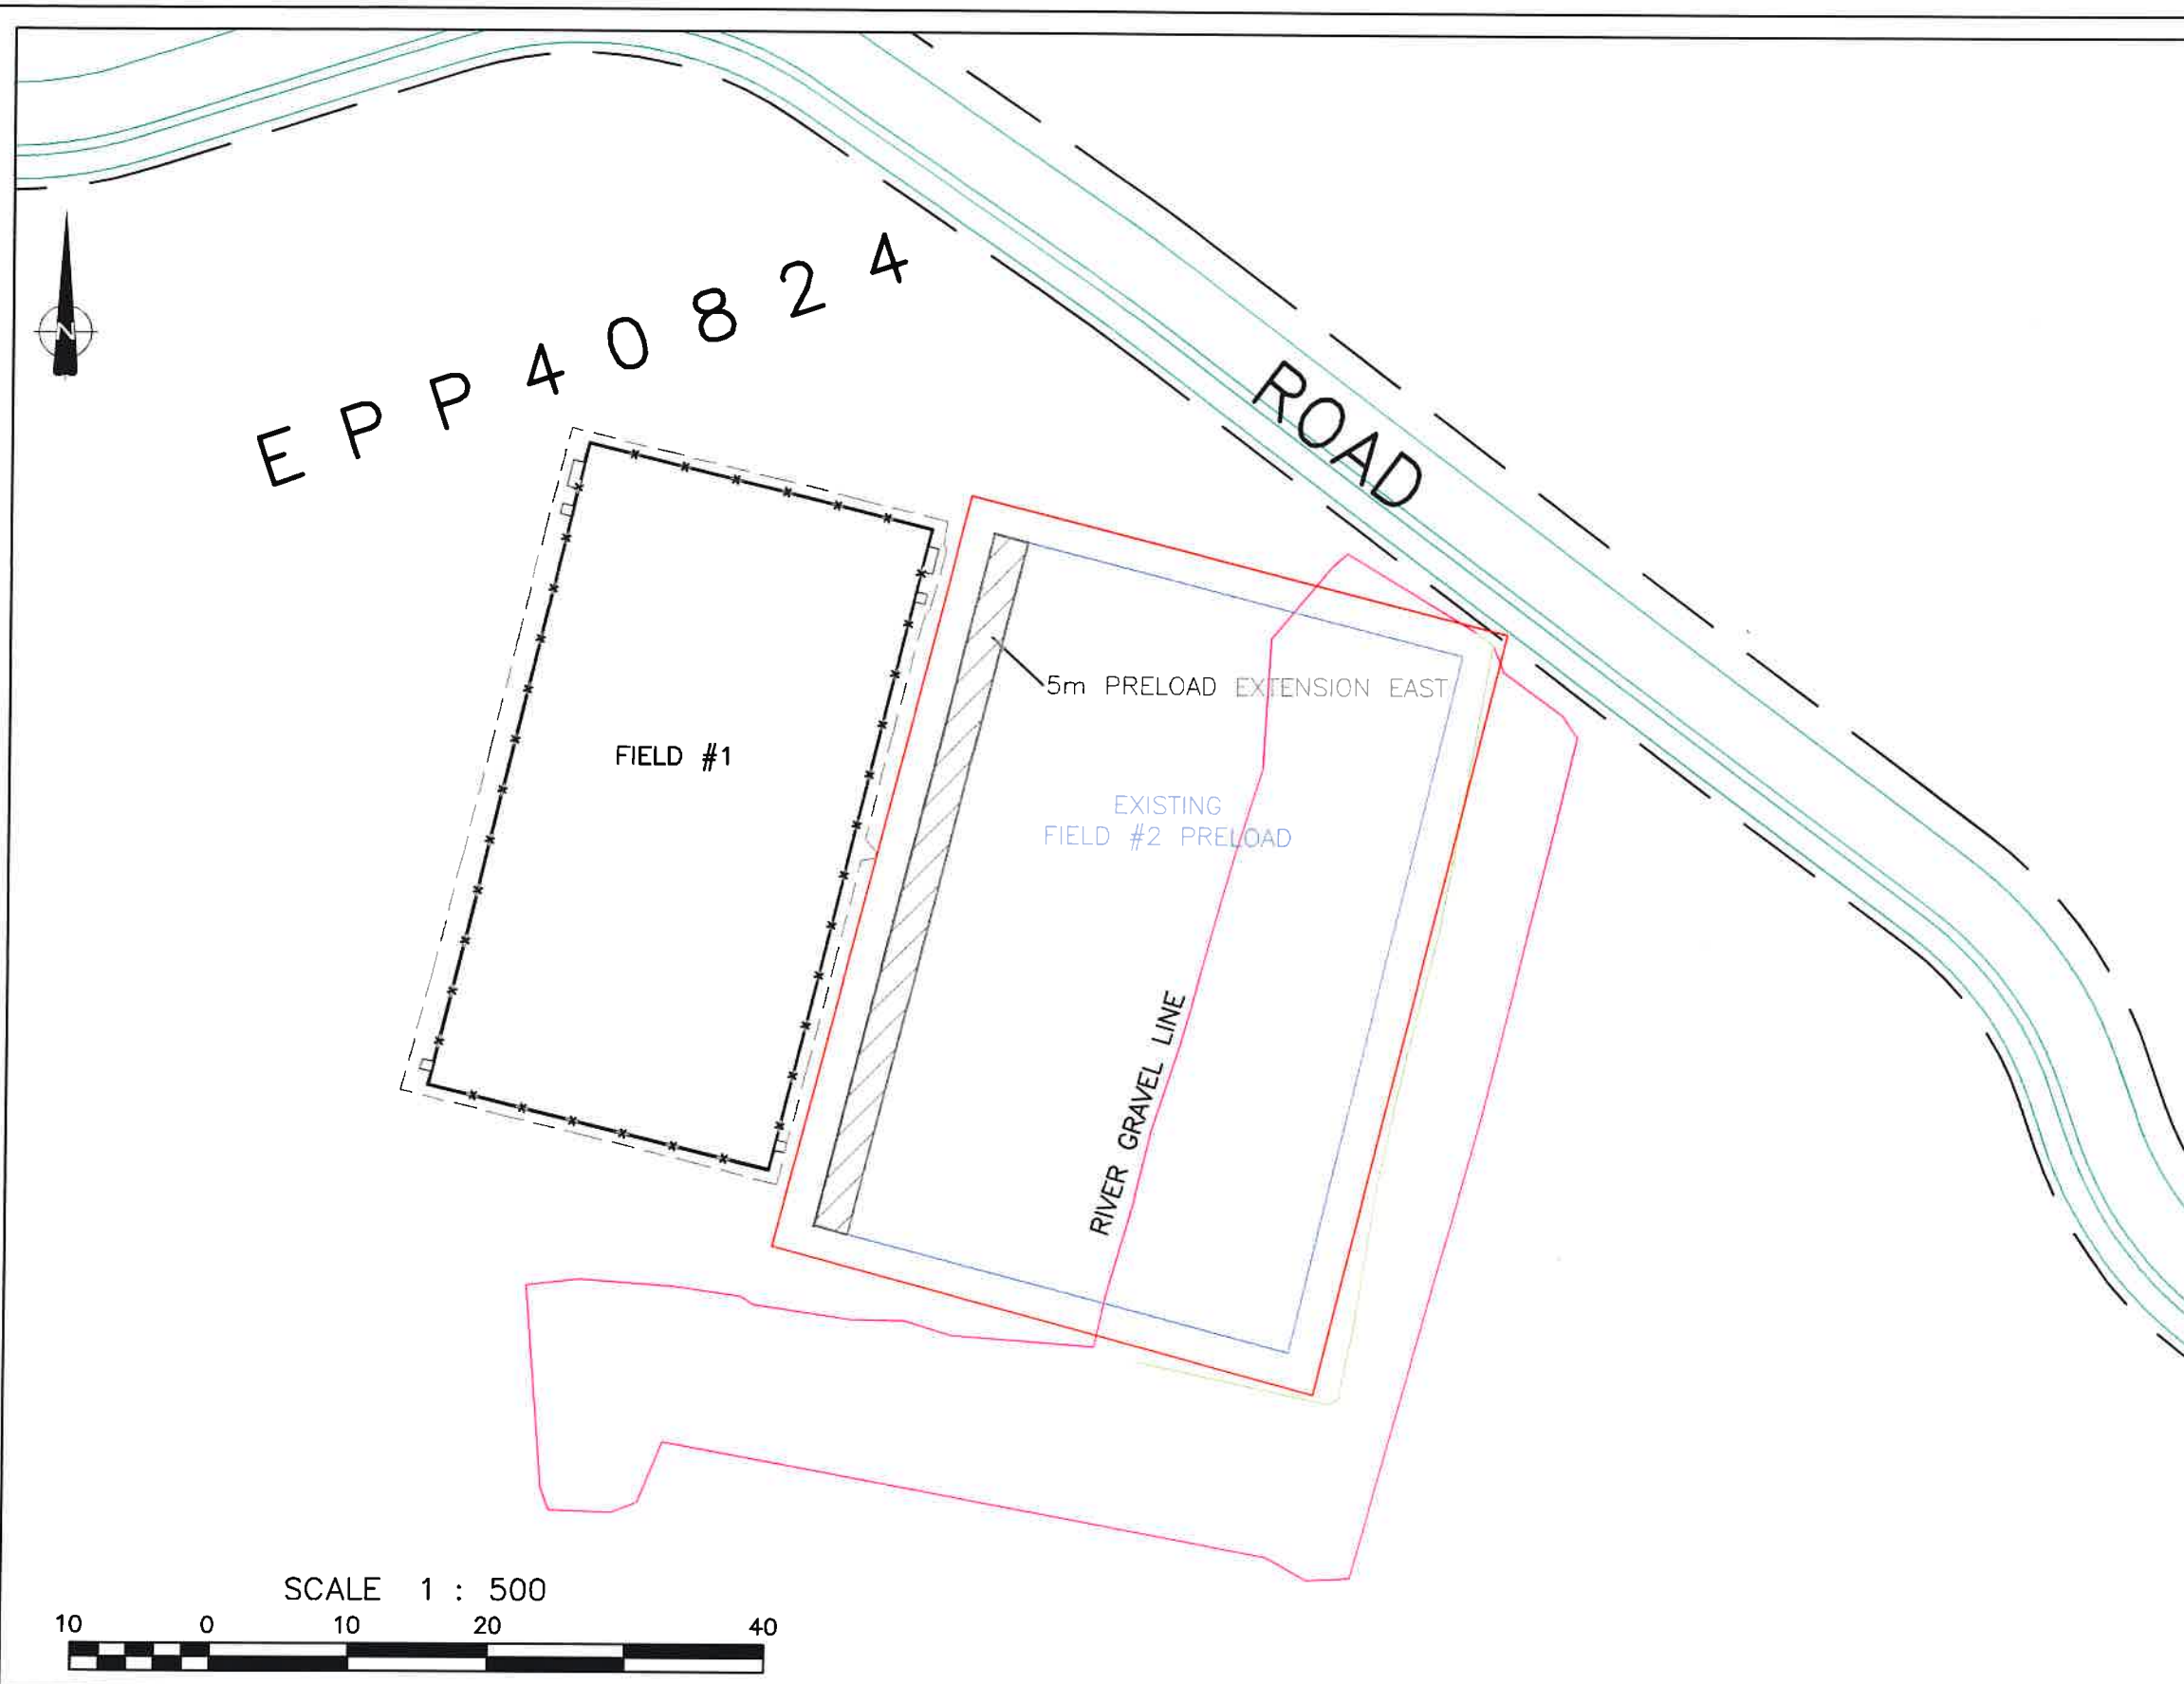 EPP40824
N
ROAD
5m PRELOAD EXTENSION EAST
FIELD #1
EXISTING
FIELD #2 PRELOAD
RIVER GRAVEL LINE
SCALE 1 : 500
10 0 10 20 40